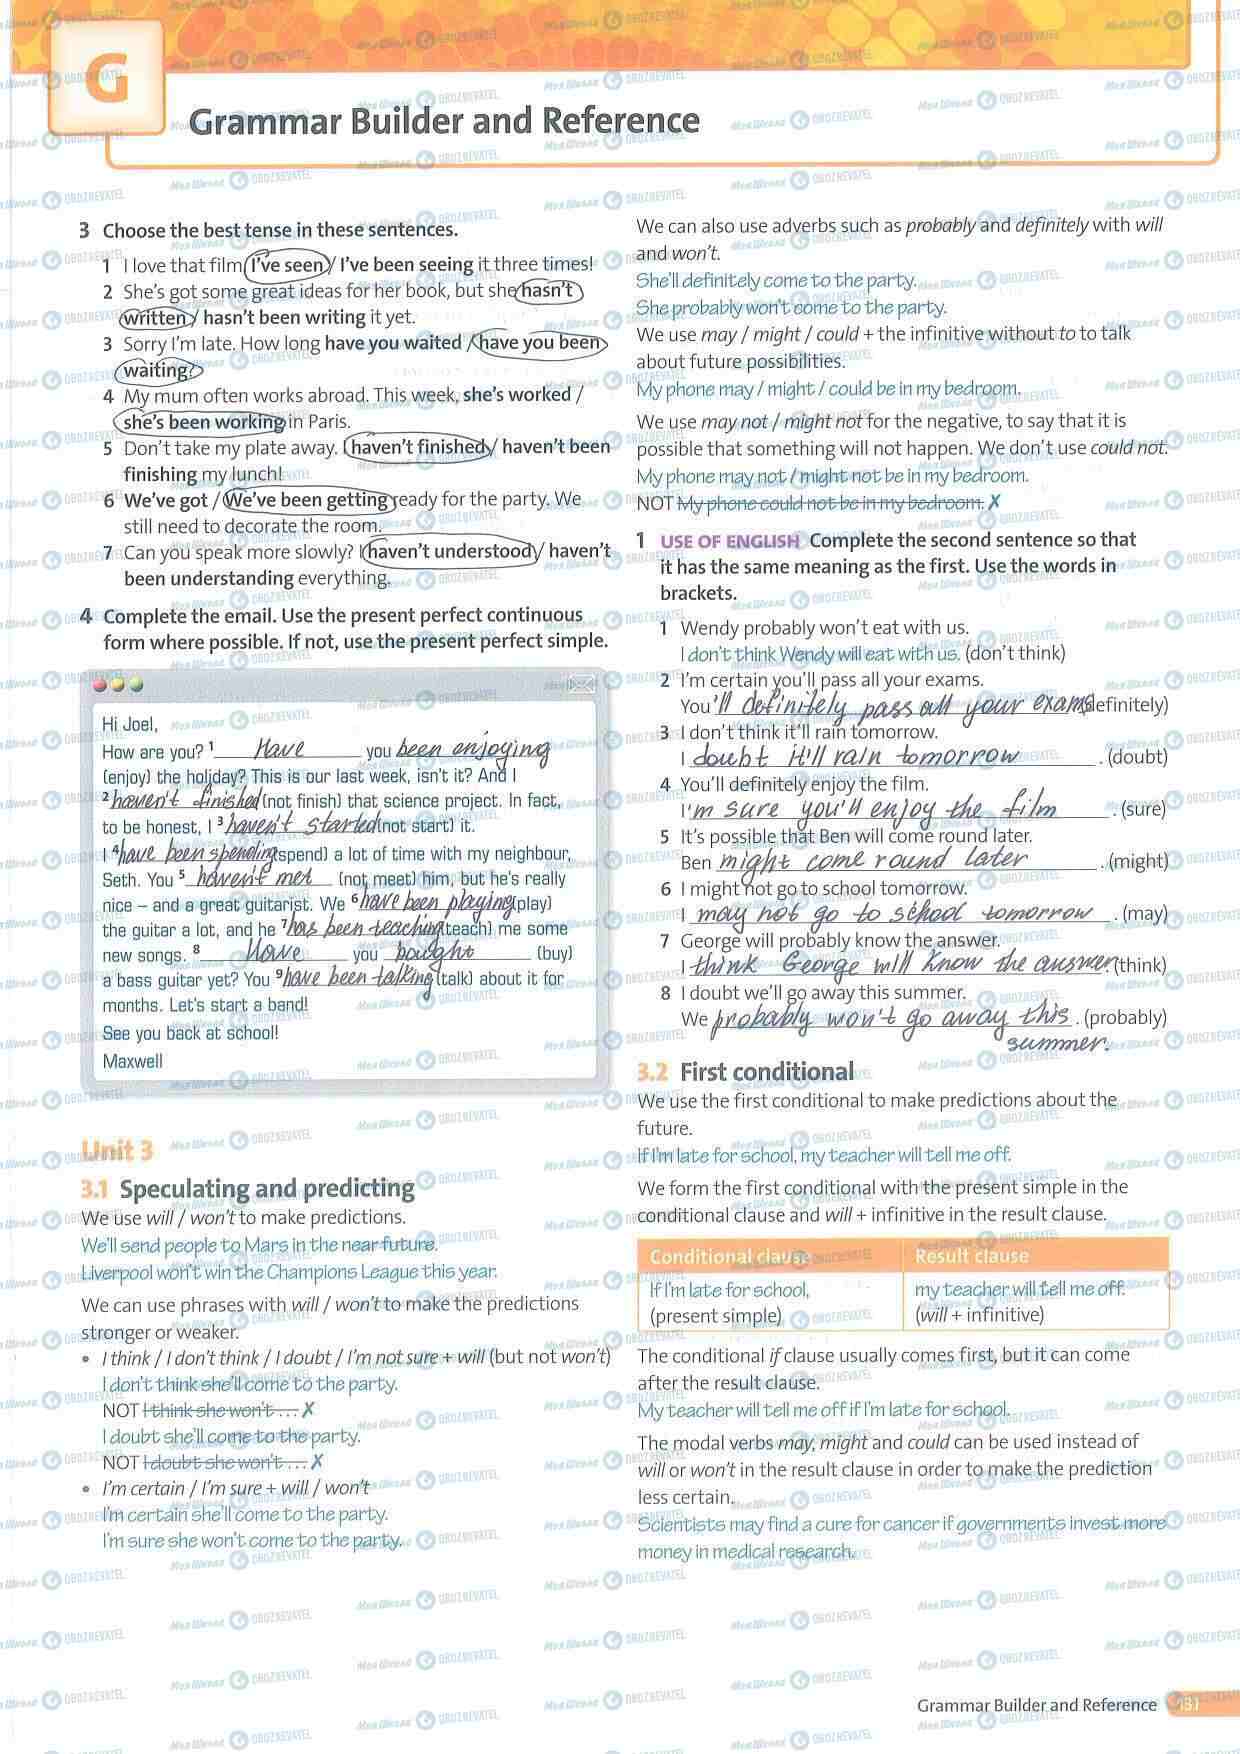 G
Grammar Builder and Reference
3 Choose the best tense in these sentences.
1 I love that film. I've seen / I've been seeing it three times!
2 She's got some great ideas for her book, but she hasn't
written / hasn't been writing it yet.
3 Sorry I'm late. How long have you waited / have you been
waiting?
4 My mum often works abroad. This week, she's worked /
she's been working in Paris.
5 Don't take my plate away. I haven't finished / haven't been
finishing my lunch!
6 We've got / We've been getting ready for the party. We
still need to decorate the room.
7 Can you speak more slowly? I haven't understood / haven't
been understanding everything.
4 Complete the email. Use the present perfect continuous
form where possible. If not, use the present perfect simple.
Hi Joel,
How are you? 1 Have you been enjoying
(enjoy) the holiday? This is our last week, isn't it? And I
2 haven't finished (not finish) that science project. In fact,
to be honest, I 3 haven't started (not start) it.
I 4 have been spending (spend) a lot of time with my neighbour,
Seth. You 5 haven't met (not meet) him, but he's really
nice – and a great guitarist. We 6 have been playing (play)
the guitar a lot, and he 7 has been teaching (teach) me some
new songs. 8 Have you bought (buy)
a bass guitar yet? You 9 have been talking (talk) about it for
months. Let's start a band!
See you back at school!
Maxwell
Unit 3
3.1 Speculating and predicting
We use will / won't to make predictions.
We'll send people to Mars in the near future.
Liverpool won't win the Champions League this year.
We can use phrases with will / won't to make the predictions
stronger or weaker.
• I think / I don't think / I doubt / I'm not sure + will (but not won't)
I don't think she'll come to the party.
NOT I think she won't … ✗
I doubt she'll come to the party.
NOT I doubt she won't … ✗
• I'm certain / I'm sure + will / won't
I'm certain she'll come to the party.
I'm sure she won't come to the party.
We can also use adverbs such as probably and definitely with will
and won't.
She'll definitely come to the party.
She probably won't come to the party.
We use may / might / could + the infinitive without to to talk
about future possibilities.
My phone may / might / could be in my bedroom.
We use may not / might not for the negative, to say that it is
possible that something will not happen. We don't use could not.
My phone may not / might not be in my bedroom.
NOT My phone could not be in my bedroom. ✗
1 USE OF ENGLISH Complete the second sentence so that
it has the same meaning as the first. Use the words in
brackets.
1 Wendy probably won't eat with us.
I don't think Wendy will eat with us. (don't think)
2 I'm certain you'll pass all your exams.
You'll definitely pass all your exams (definitely)
3 I don't think it'll rain tomorrow.
I doubt it'll rain tomorrow. (doubt)
4 You'll definitely enjoy the film.
I'm sure you'll enjoy the film. (sure)
5 It's possible that Ben will come round later.
Ben might come round later. (might)
6 I might not go to school tomorrow.
I may not go to school tomorrow. (may)
7 George will probably know the answer.
I think George will know the answer. (think)
8 I doubt we'll go away this summer.
We probably won't go away this. (probably)
summer.
3.2 First conditional
We use the first conditional to make predictions about the
future.
If I'm late for school, my teacher will tell me off.
We form the first conditional with the present simple in the
conditional clause and will + infinitive in the result clause.
Conditional clause Result clause
If I'm late for school, my teacher will tell me off.
(present simple) (will + infinitive)
The conditional if clause usually comes first, but it can come
after the result clause.
My teacher will tell me off if I'm late for school.
The modal verbs may, might and could can be used instead of
will or won't in the result clause in order to make the prediction
less certain.
Scientists may find a cure for cancer if governments invest more
money in medical research.
Grammar Builder and Reference 131